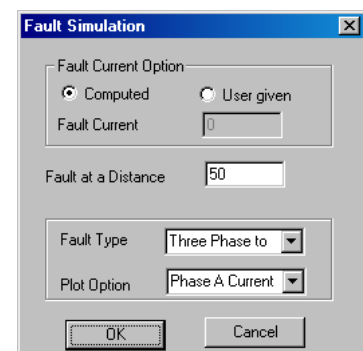 Fault Simulation
Fault Current Option
Computed User given
Fault Current 0
Fault at a Distance 50
Fault Type Three Phase to
Plot Option Phase A Current
OK Cancel